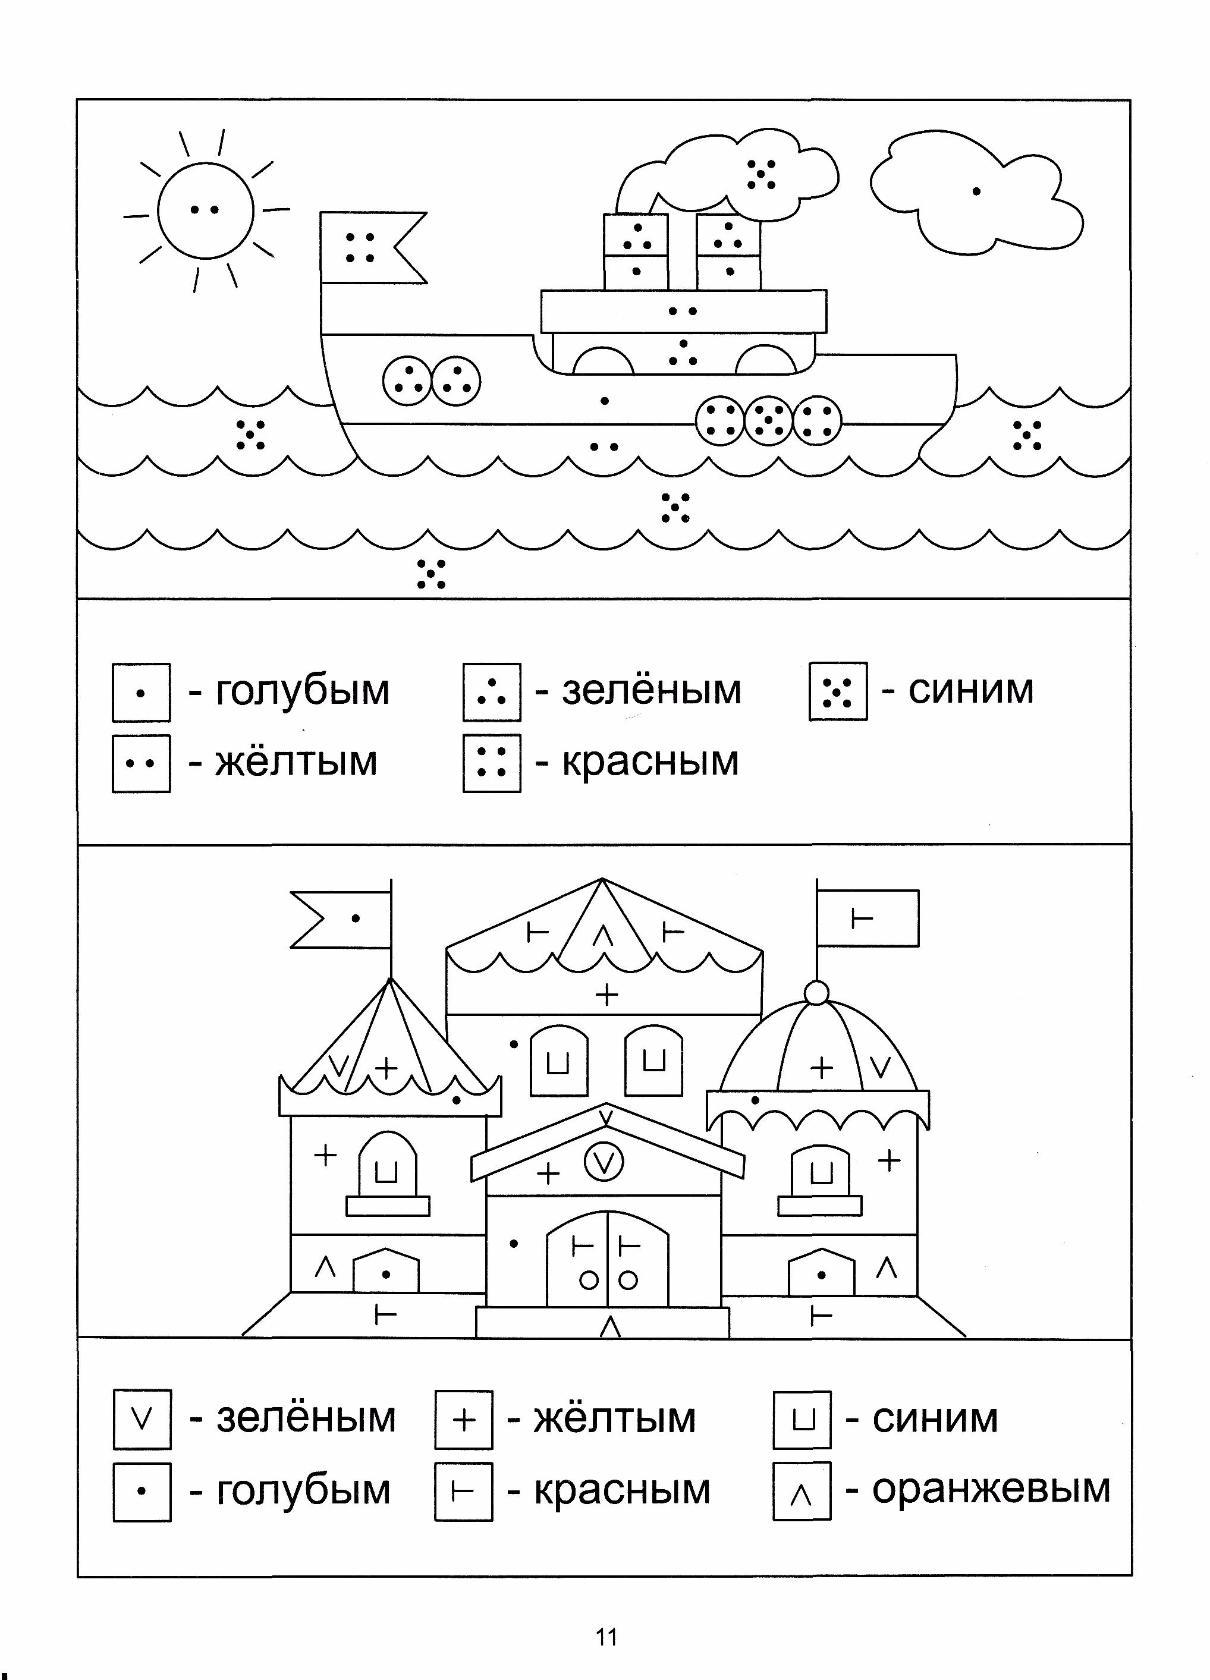 - голубым - зелёным - синим
- жёлтым - красным
- зелёным - жёлтым - синим
- голубым - красным - оранжевым
11